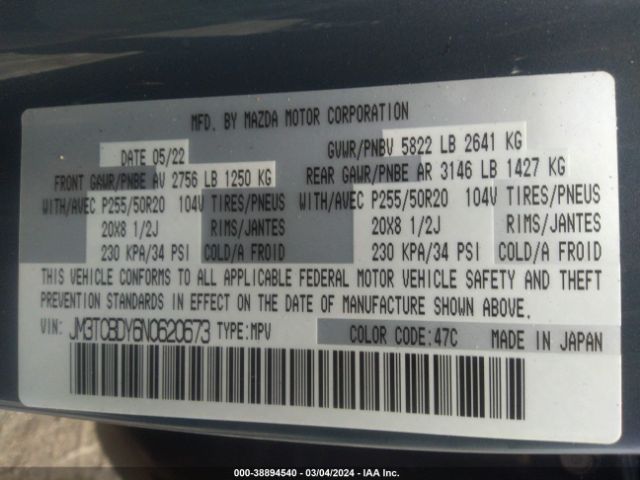 MFD. BY MAZDA MOTOR CORPORATION
DATE 05/22 GVWR/PNBV 5822 LB 2641 KG
FRONT GAWR/PNBE AV 2756 LB 1250 KG REAR GAWR/PNBE AR 3146 LB 1427 KG
WITH/AVEC P255/50R20 104V TIRES/PNEUS WITH/AVEC P255/50R20 104V TIRES/PNEUS
20X8 1/2J RIMS/JANTES 20X8 1/2J RIMS/JANTES
230 KPA/34 PSI COLD/A FROID 230 KPA/34 PSI COLD/A FROID
THIS VEHICLE CONFORMS TO ALL APPLICABLE FEDERAL MOTOR VEHICLE SAFETY AND THEFT
PREVENTION STANDARDS IN EFFECT ON THE DATE OF MANUFACTURE SHOWN ABOVE.
VIN: JM3TCBDY6N0620673 TYPE:MPV COLOR CODE:47C MADE IN JAPAN
000-38894540 - 03/04/2024 - IAA Inc.